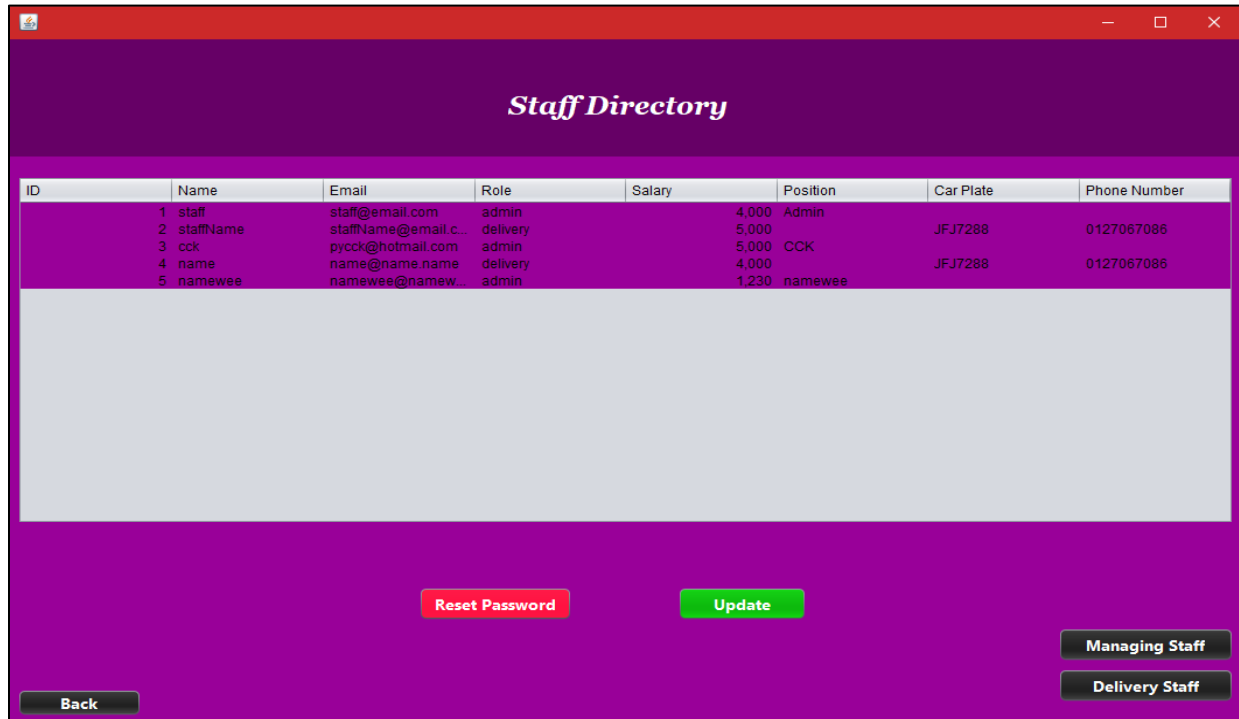 Staff Directory
ID Name Email Role Salary Position Car Plate Phone Number
1 staff staff@email.com admin 4,000 Admin
2 staffName staffName@email.c... delivery 5,000 JFJ7288 0127067086
3 cck pycck@hotmail.com admin 5,000 CCK
4 name name@name.name delivery 4,000 JFJ7288 0127067086
5 namewee namewee@namew... admin 1,230 namewee
Reset Password Update
Managing Staff
Delivery Staff
Back